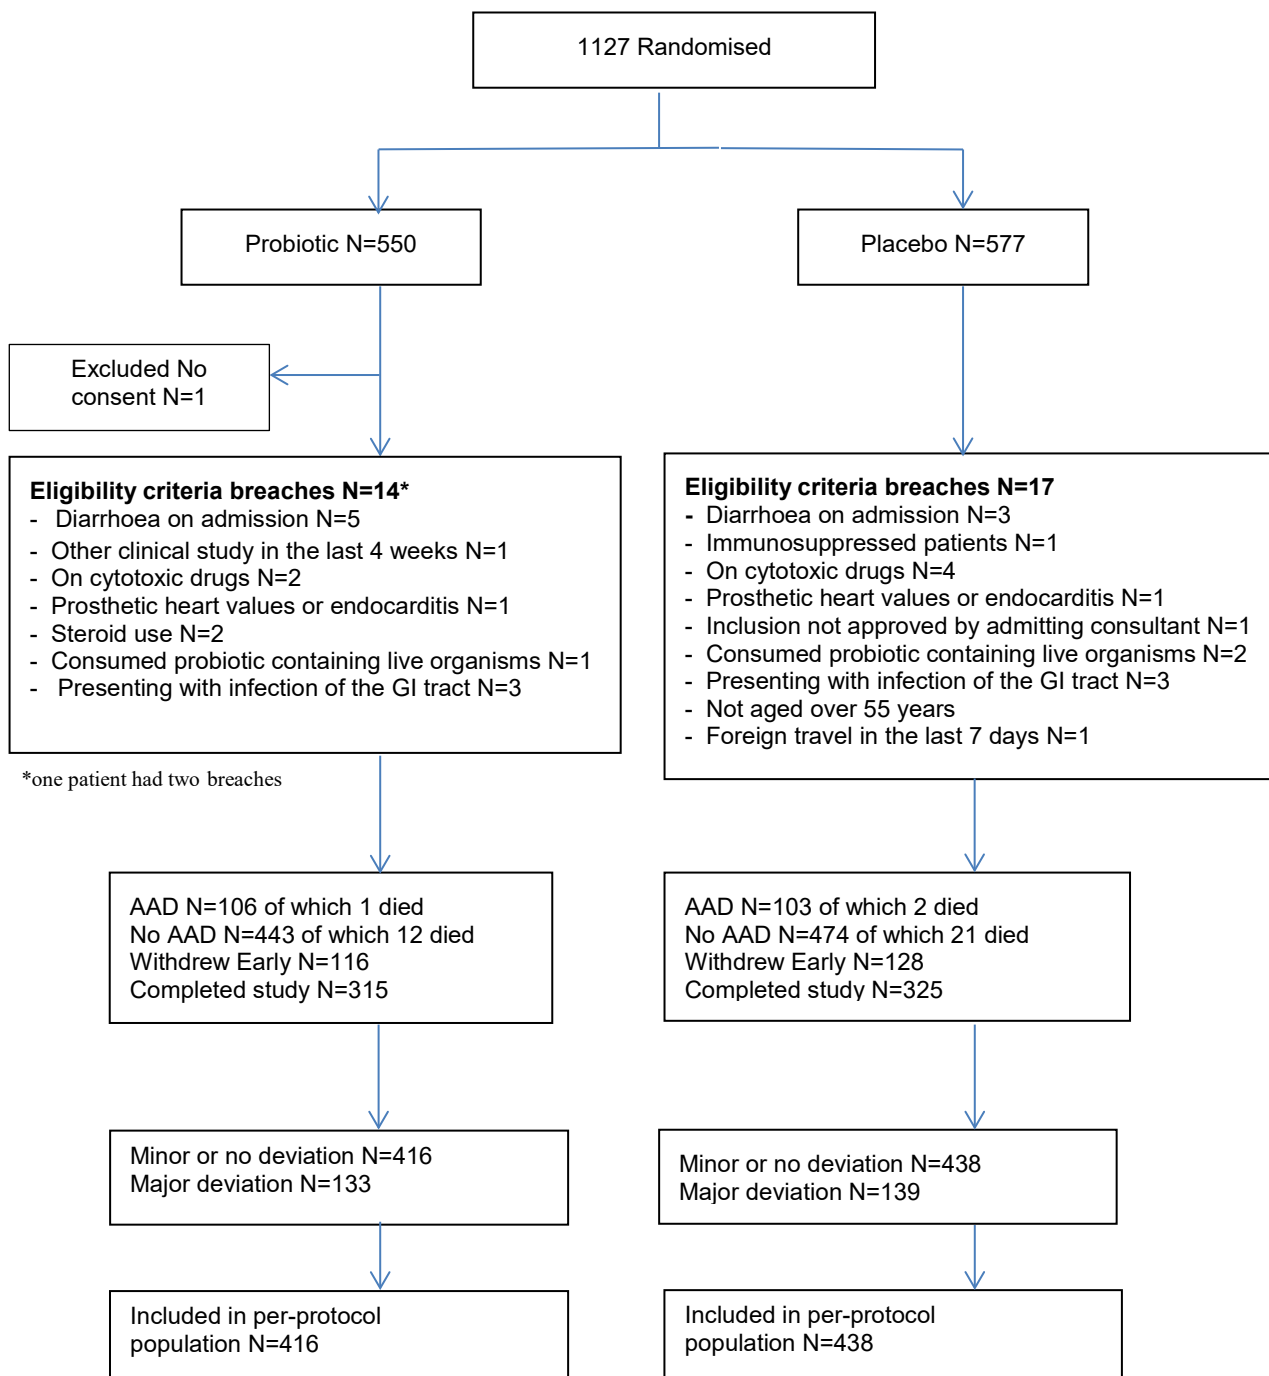 1127 Randomised
Probiotic N=550
Placebo N=577
Excluded No
consent N=1
Eligibility criteria breaches N=14*
- Diarrhoea on admission N=5
- Other clinical study in the last 4 weeks N=1
- On cytotoxic drugs N=2
- Prosthetic heart values or endocarditis N=1
- Steroid use N=2
- Consumed probiotic containing live organisms N=1
- Presenting with infection of the GI tract N=3
*one patient had two breaches
Eligibility criteria breaches N=17
- Diarrhoea on admission N=3
- Immunosuppressed patients N=1
- On cytotoxic drugs N=4
- Prosthetic heart values or endocarditis N=1
- Inclusion not approved by admitting consultant N=1
- Consumed probiotic containing live organisms N=2
- Presenting with infection of the GI tract N=3
- Not aged over 55 years
- Foreign travel in the last 7 days N=1
AAD N=106 of which 1 died
No AAD N=443 of which 12 died
Withdrew Early N=116
Completed study N=315
AAD N=103 of which 2 died
No AAD N=474 of which 21 died
Withdrew Early N=128
Completed study N=325
Minor or no deviation N=416
Major deviation N=133
Minor or no deviation N=438
Major deviation N=139
Included in per-protocol
population N=416
Included in per-protocol
population N=438